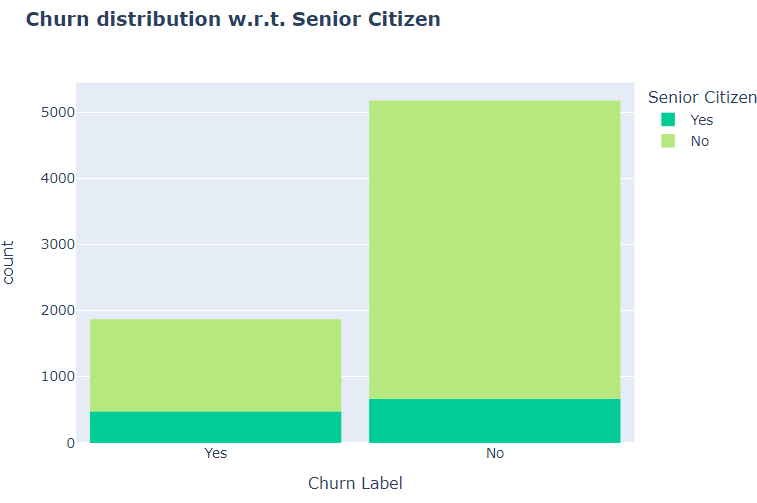 Churn distribution w.r.t. Senior Citizen
Senior Citizen
Yes
No
5000
4000
3000
2000
1000
0
count
Yes No
Churn Label